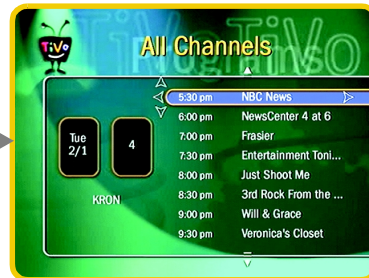 TiVo
All Channels
5:30 pm NBC News
6:00 pm NewsCenter 4 at 6
7:00 pm Frasier
7:30 pm Entertainment Toni...
8:00 pm Just Shoot Me
8:30 pm 3rd Rock From the ...
9:00 pm Will & Grace
9:30 pm Veronica's Closet
Tue
2/1
4
KRON